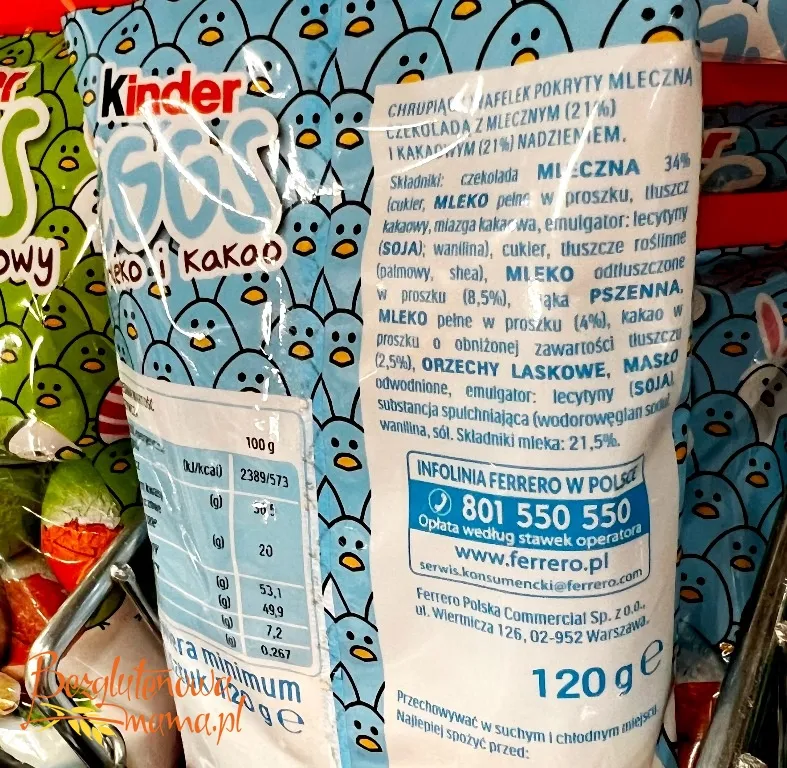 Kinder
GGS
mleko i kakao
owy
CHRUPIĄCY WAFELEK POKRYTY MLECZNĄ
CZEKOLADĄ Z MLECZNYM (21%)
I KAKAOWYM (21%) NADZIENIEM.
Składniki: czekolada MLECZNA 34%
(cukier, MLEKO pełne w proszku, tłuszcz
kakaowy, miazga kakaowa, emulgator: lecytyny
(SOJA); wanilina), cukier, tłuszcze roślinne
(palmowy, shea), MLEKO odtłuszczone
w proszku (8,5%), mąka PSZENNA,
MLEKO pełne w proszku (4%), kakao w
proszku o obniżonej zawartości tłuszczu
(2,5%), ORZECHY LASKOWE, MASŁO
odwodnione, emulgator: lecytyny (SOJA)
substancja spulchniająca (wodorowęglan sodu)
wanilina, sól. Składniki mleka: 21,5%.
INFOLINIA FERRERO W POLSCE
801 550 550
Opłata według stawek operatora
www.ferrero.pl
serwis.konsumencki@ferrero.com
Ferrero Polska Commercial Sp. z o.o.,
ul. Wiertnicza 126, 02-952 Warszawa.
120 g e
Przechowywać w suchym i chłodnym miejscu.
Najlepiej spożyć przed:
100 g
(kJ/kcal) 2389/573
(g)
(g) 20
(g) 53,1
(g) 49,9
(g) 7,2
(g) 0.267
minimum
120 g e
Bezglutenowa
mama.pl